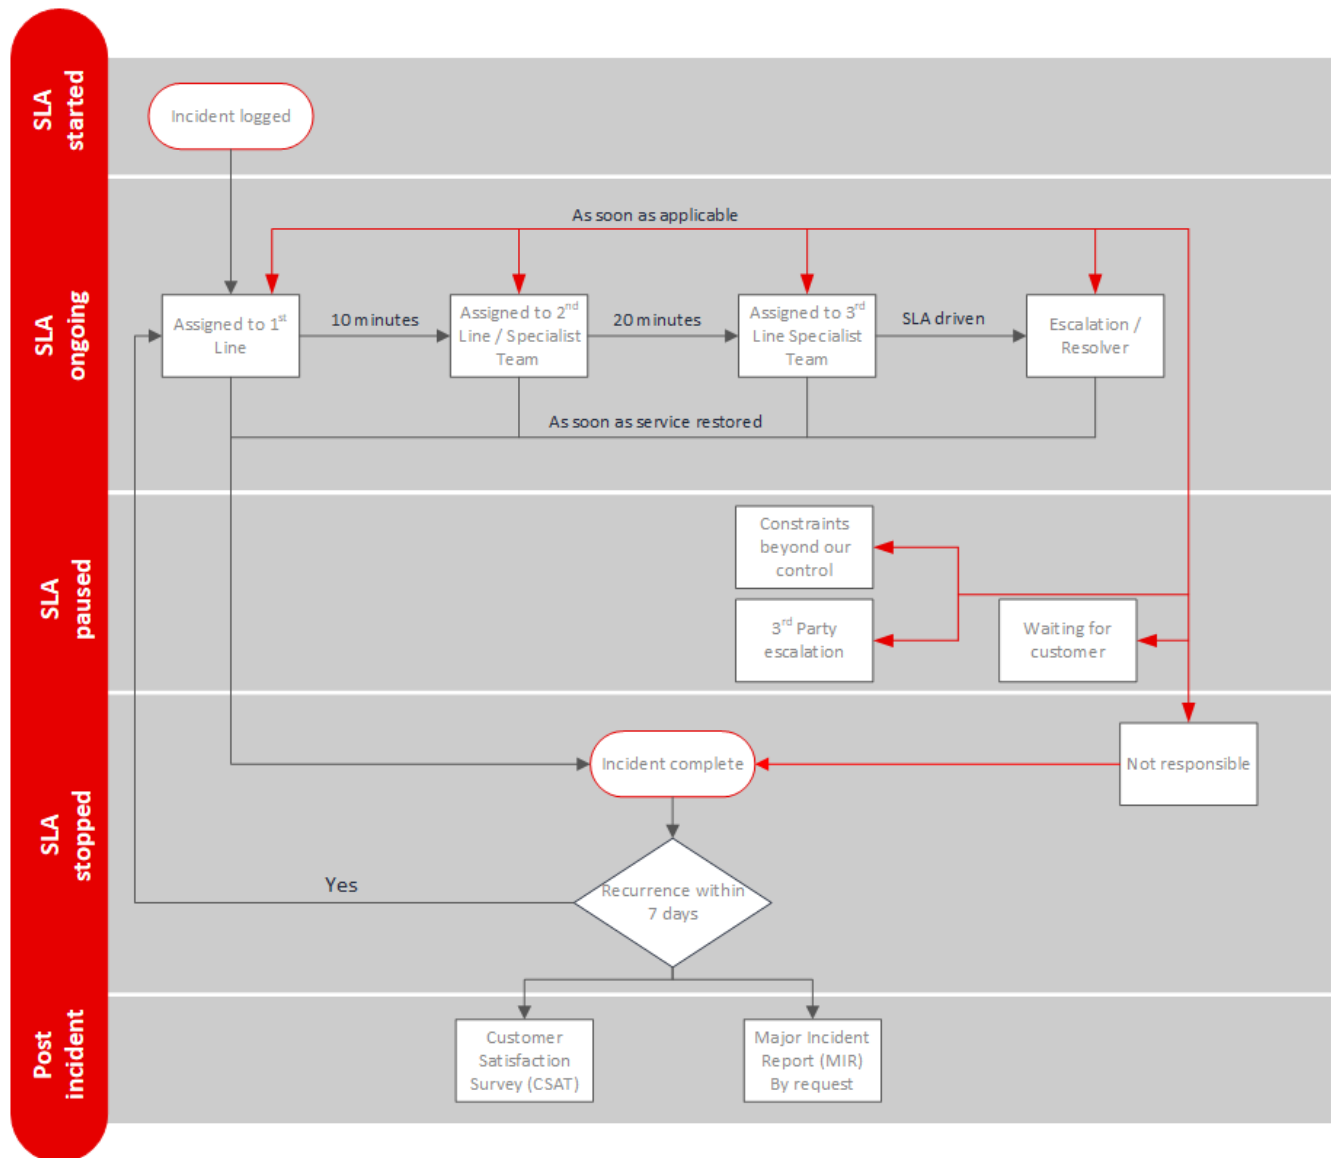 SLA
started
Incident logged
SLA
ongoing
As soon as applicable
Assigned to 1st
Line
10 minutes
Assigned to 2nd
Line / Specialist
Team
20 minutes
Assigned to 3rd
Line Specialist
Team
SLA driven
Escalation /
Resolver
As soon as service restored
SLA
paused
Constraints
beyond our
control
3rd Party
escalation
Waiting for
customer
SLA
stopped
Incident complete
Not responsible
Recurrence within
7 days
Yes
Post
incident
Customer
Satisfaction
Survey (CSAT)
Major Incident
Report (MIR)
By request